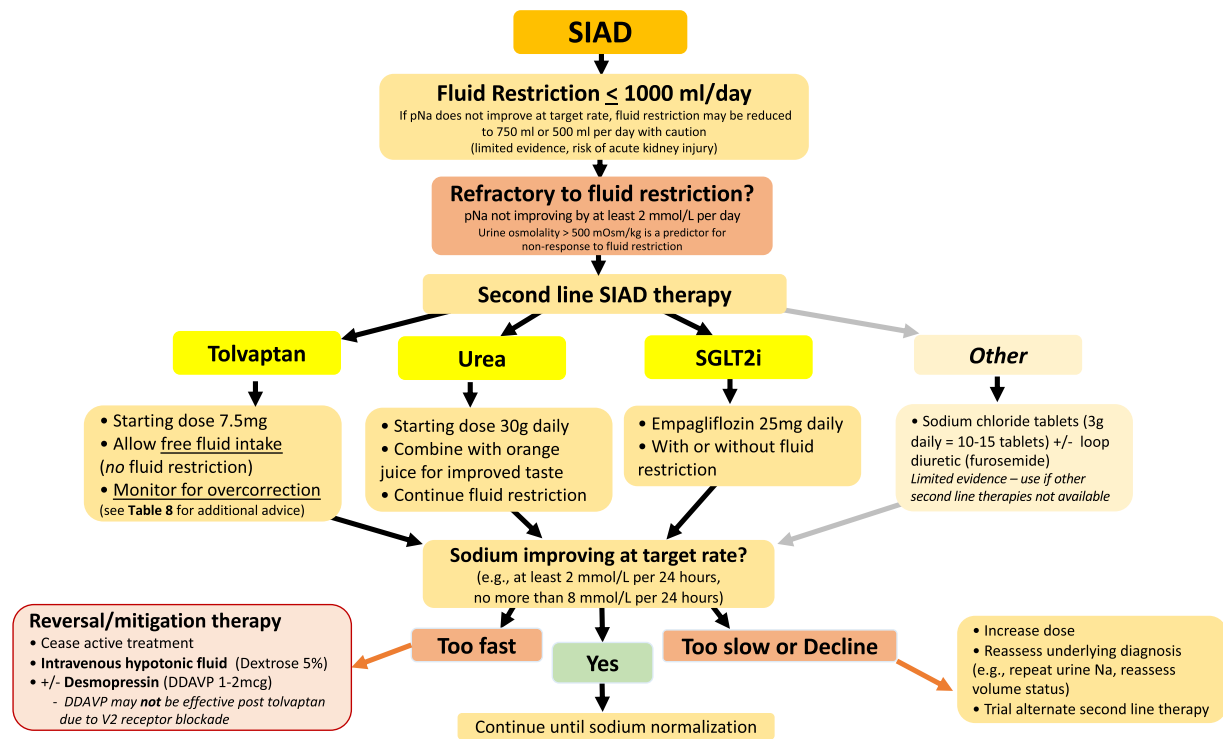 SIAD
Fluid Restriction ≤ 1000 ml/day
If pNa does not improve at target rate, fluid restriction may be reduced
to 750 ml or 500 ml per day with caution
(limited evidence, risk of acute kidney injury)
Refractory to fluid restriction?
pNa not improving by at least 2 mmol/L per day
Urine osmolality > 500 mOsm/kg is a predictor for
non-response to fluid restriction
Second line SIAD therapy
Tolvaptan
• Starting dose 7.5mg
• Allow free fluid intake
(no fluid restriction)
• Monitor for overcorrection
(see Table 8 for additional advice)
Urea
• Starting dose 30g daily
• Combine with orange
juice for improved taste
• Continue fluid restriction
SGLT2i
• Empagliflozin 25mg daily
• With or without fluid
restriction
Other
• Sodium chloride tablets (3g
daily = 10-15 tablets) +/- loop
diuretic (furosemide)
Limited evidence – use if other
second line therapies not available
Sodium improving at target rate?
(e.g., at least 2 mmol/L per 24 hours,
no more than 8 mmol/L per 24 hours)
Too fast
Yes
Too slow or Decline
Reversal/mitigation therapy
• Cease active treatment
• Intravenous hypotonic fluid (Dextrose 5%)
• +/- Desmopressin (DDAVP 1-2mcg)
- DDAVP may not be effective post tolvaptan
due to V2 receptor blockade
Continue until sodium normalization
• Increase dose
• Reassess underlying diagnosis
(e.g., repeat urine Na, reassess
volume status)
• Trial alternate second line therapy